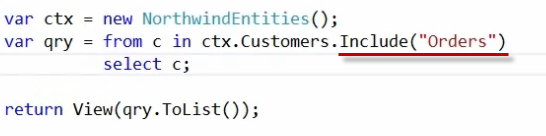 var ctx = new NorthwindEntities();
var qry = from c in ctx.Customers.Include("Orders")
select c;
return View(qry.ToList());